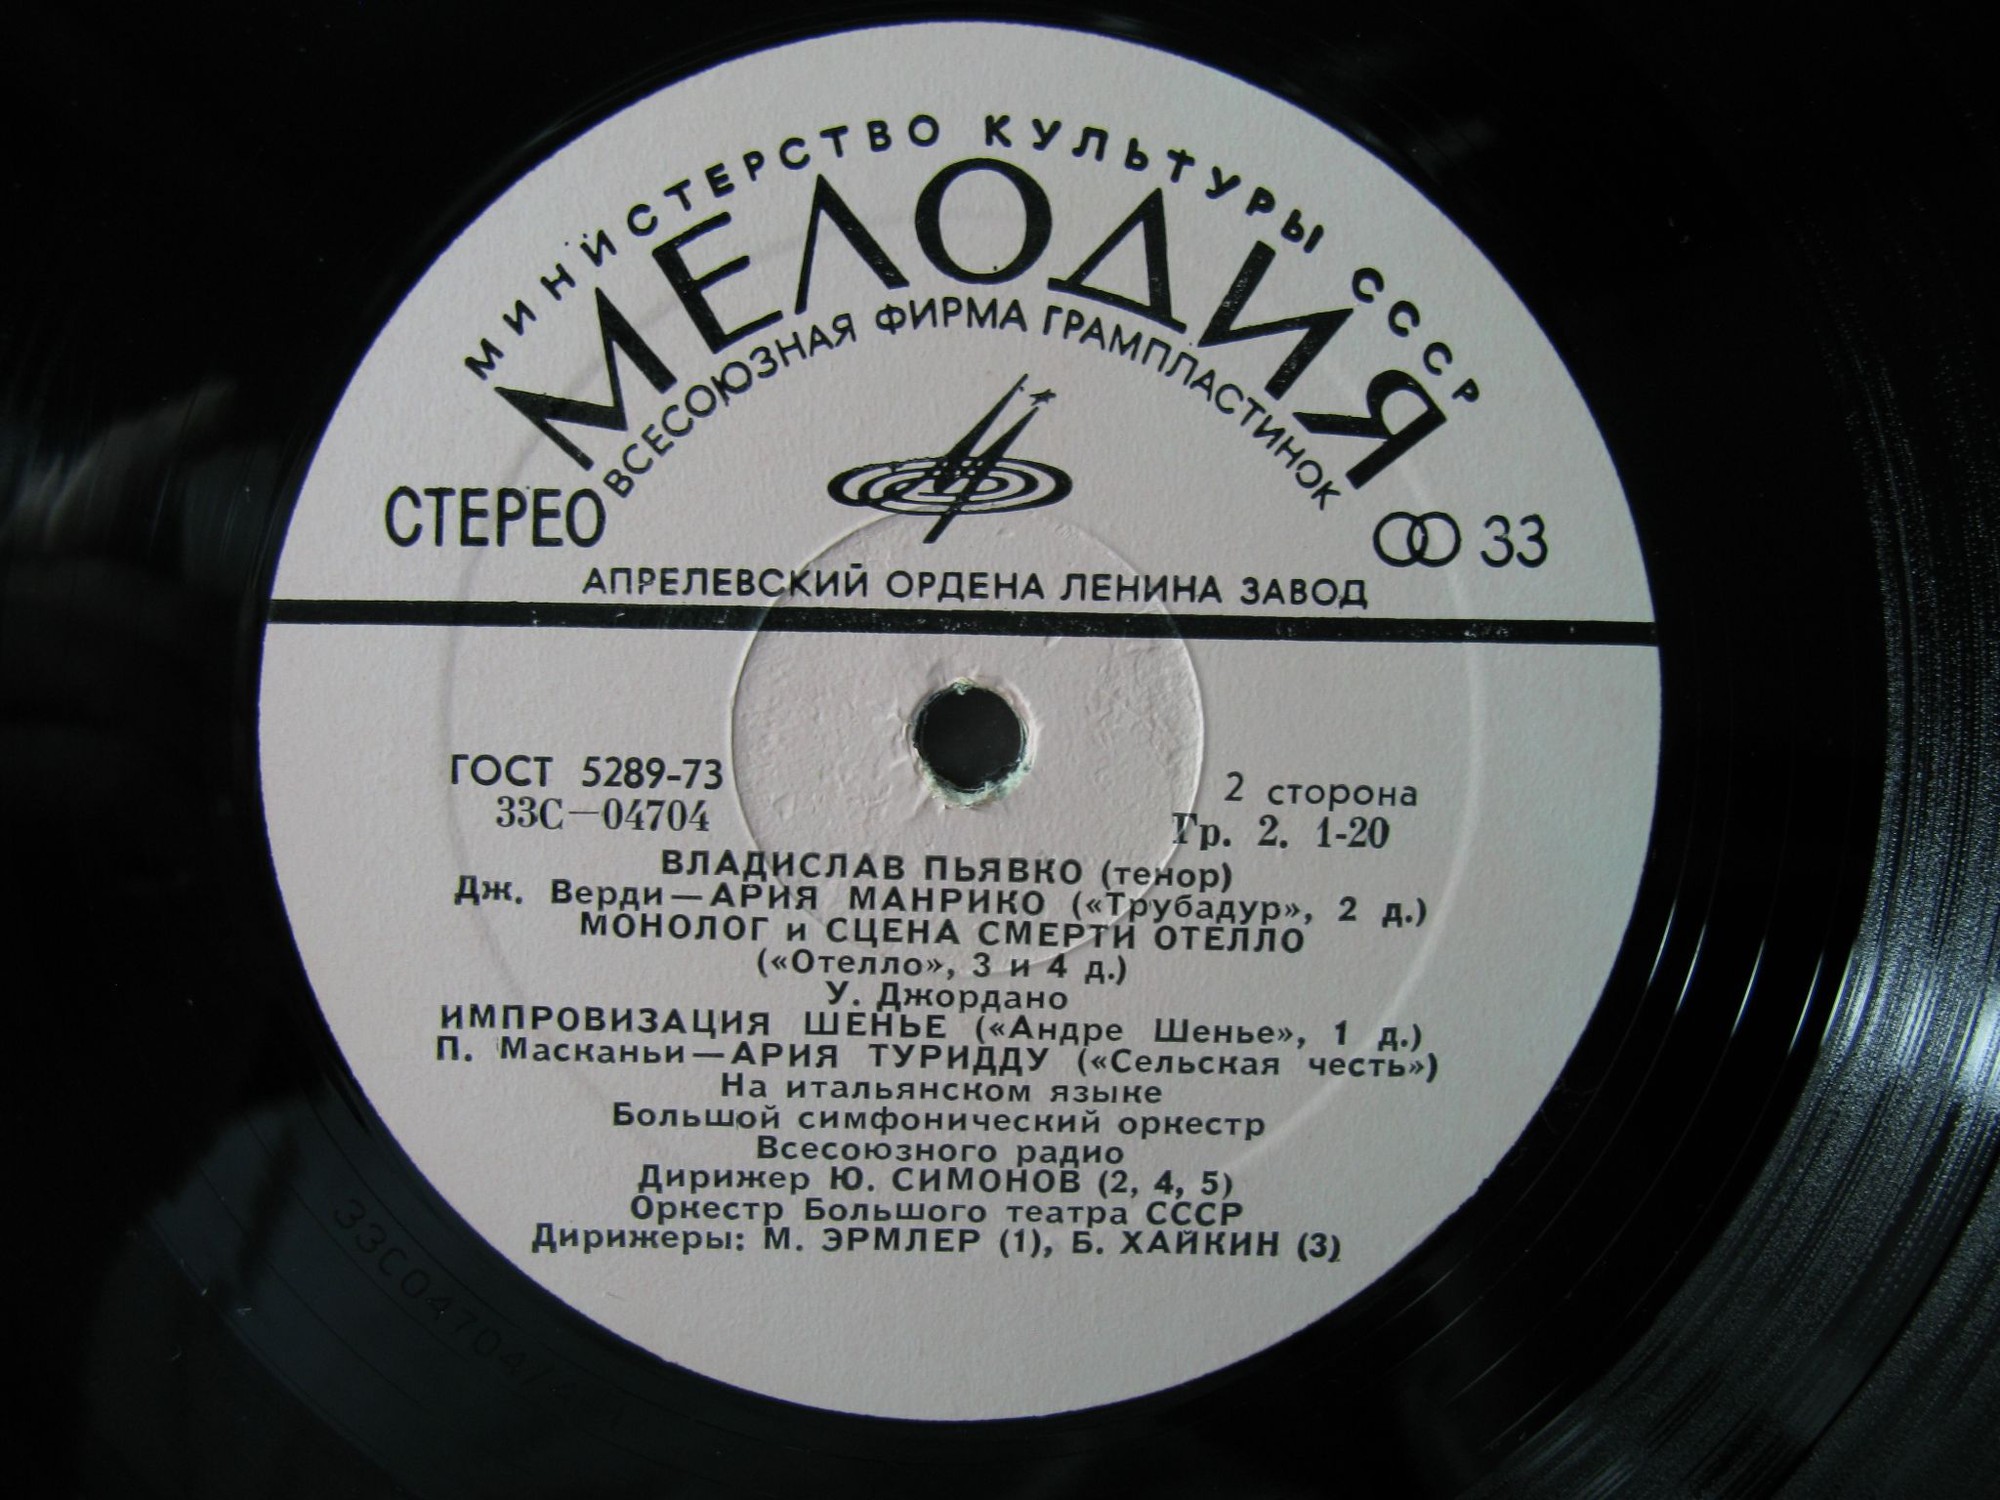 МИНИСТЕРСТВО КУЛЬТУРЫ СССР
МЕЛОДИЯ
ВСЕСОЮЗНАЯ ФИРМА ГРАМПЛАСТИНОК
СТЕРЕО
33
АПРЕЛЕВСКИЙ ОРДЕНА ЛЕНИНА ЗАВОД
ГОСТ 5289-73
33С—04704
2 сторона
Гр. 2. 1-20
ВЛАДИСЛАВ ПЬЯВКО (тенор)
Дж. Верди—АРИЯ МАНРИКО («Трубадур», 2 д.)
МОНОЛОГ и СЦЕНА СМЕРТИ ОТЕЛЛО
(«Отелло», 3 и 4 д.)
У. Джордано
ИМПРОВИЗАЦИЯ ШЕНЬЕ («Андре Шенье», 1 д.)
П. Масканьи—АРИЯ ТУРИДДУ («Сельская честь»)
На итальянском языке
Большой симфонический оркестр
Всесоюзного радио
Дирижер Ю. СИМОНОВ (2, 4, 5)
Оркестр Большого театра СССР
Дирижеры: М. ЭРМЛЕР (1), Б. ХАЙКИН (3)